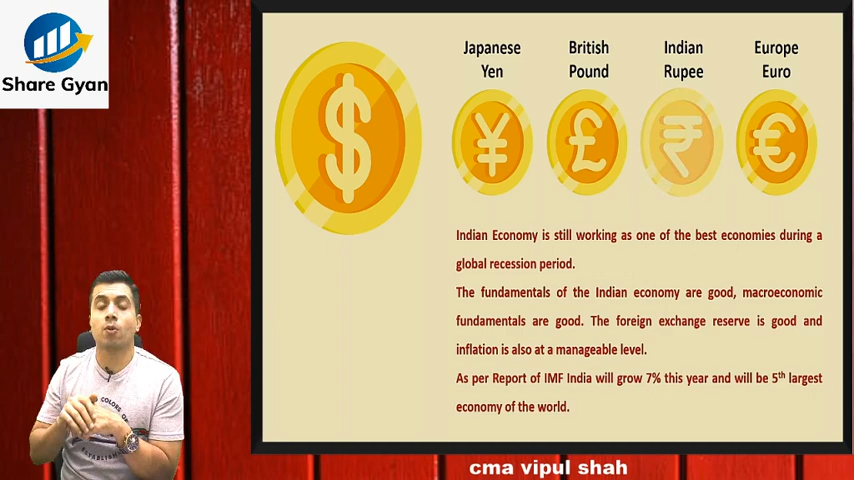 Share Gyan
Japanese
Yen
British
Pound
Indian
Rupee
Europe
Euro
$
¥
£
₹
€
Indian Economy is still working as one of the best economies during a
global recession period.
The fundamentals of the Indian economy are good, macroeconomic
fundamentals are good. The foreign exchange reserve is good and
inflation is also at a manageable level.
As per Report of IMF India will grow 7% this year and will be 5th largest
economy of the world.
COLORS OF
cma vipul shah